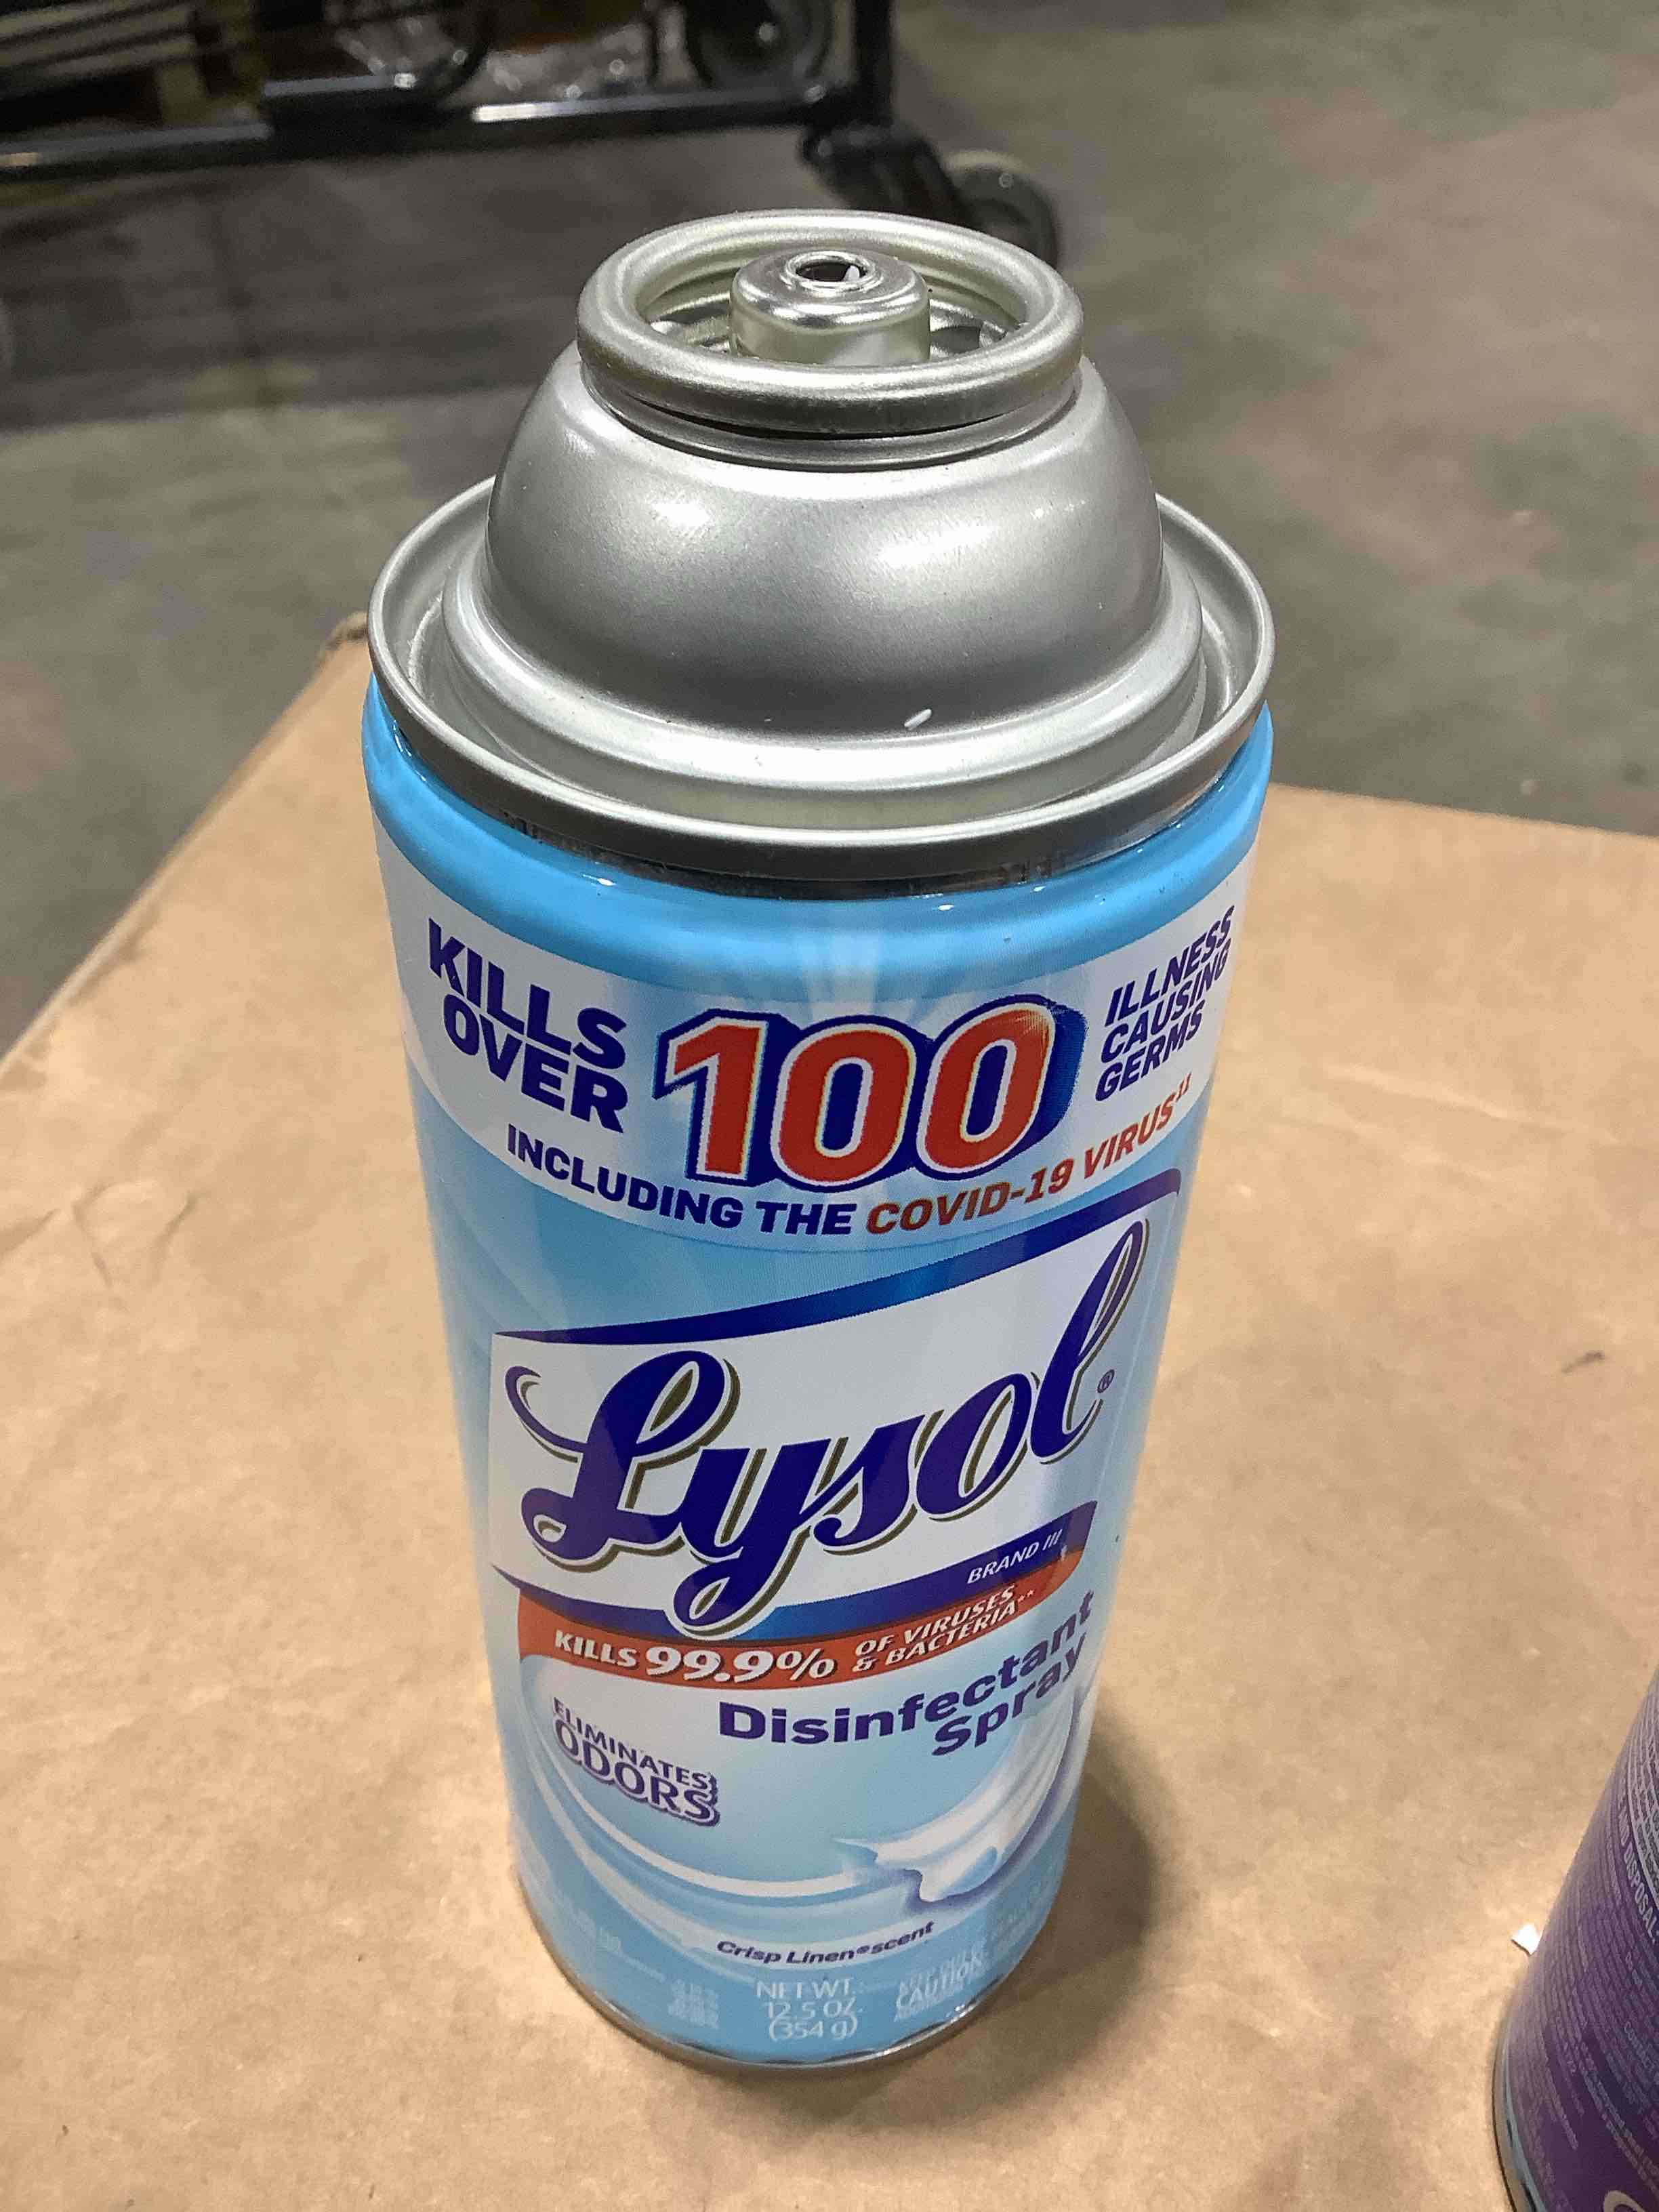 KILLS
OVER
100
ILLNESS
CAUSING
GERMS
INCLUDING THE COVID-19 VIRUS
Lysol®
BRAND III
KILLS 99.9% OF VIRUSES
& BACTERIA
Disinfectant
Spray
ELIMINATES
ODORS
Crisp Linen® scent
NET WT.
12.5 OZ.
(354 g)
CAUTION
DISPOSAL